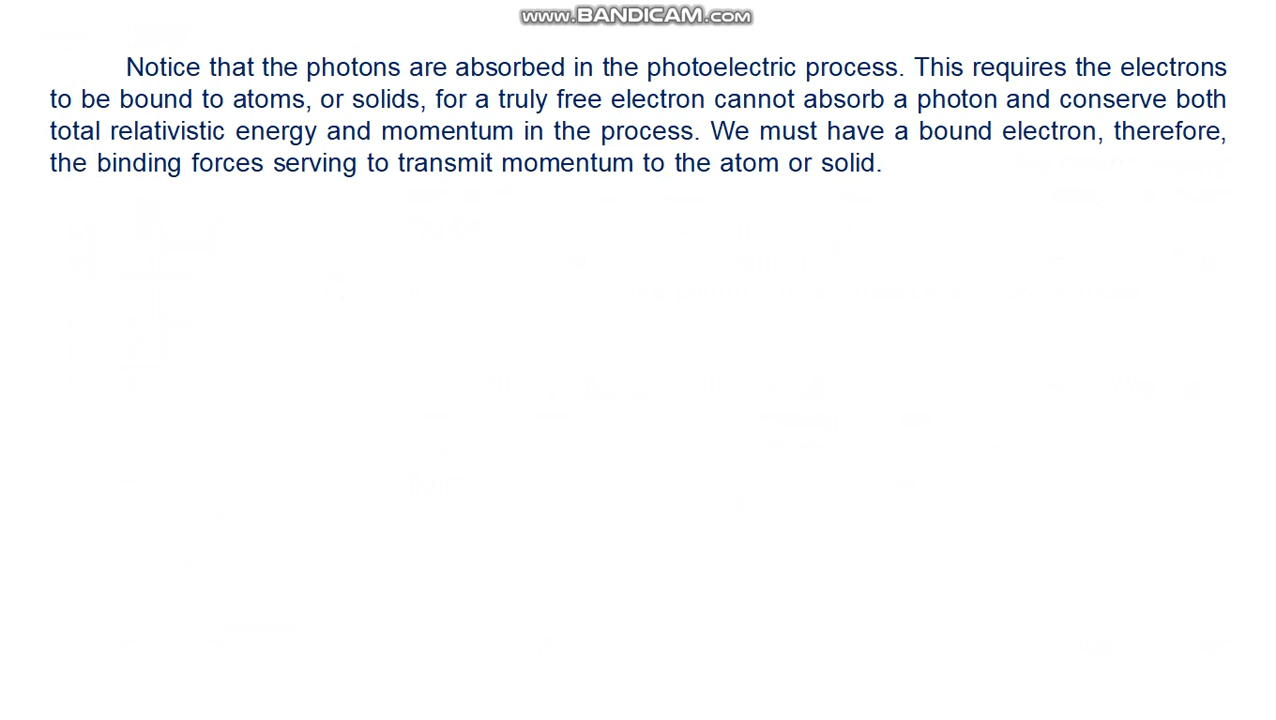 www.BANDICAM.com
Notice that the photons are absorbed in the photoelectric process. This requires the electrons
to be bound to atoms, or solids, for a truly free electron cannot absorb a photon and conserve both
total relativistic energy and momentum in the process. We must have a bound electron, therefore,
the binding forces serving to transmit momentum to the atom or solid.